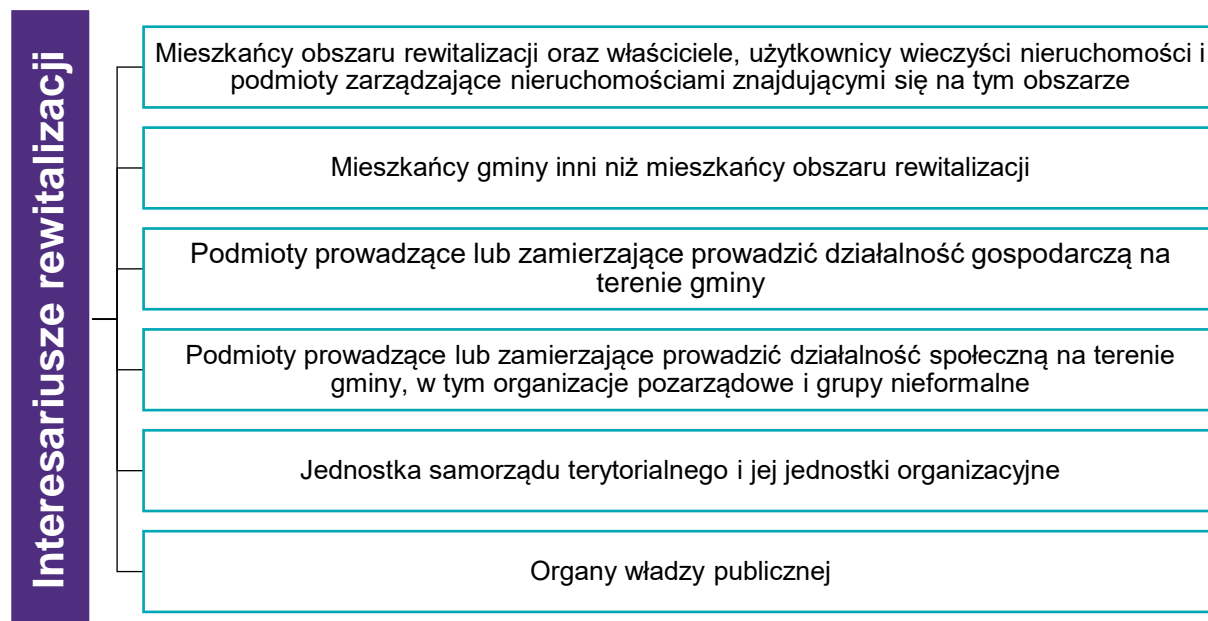 Interesariusze rewitalizacji
Mieszkańcy obszaru rewitalizacji oraz właściciele, użytkownicy wieczyści nieruchomości i
podmioty zarządzające nieruchomościami znajdującymi się na tym obszarze
Mieszkańcy gminy inni niż mieszkańcy obszaru rewitalizacji
Podmioty prowadzące lub zamierzające prowadzić działalność gospodarczą na
terenie gminy
Podmioty prowadzące lub zamierzające prowadzić działalność społeczną na terenie
gminy, w tym organizacje pozarządowe i grupy nieformalne
Jednostka samorządu terytorialnego i jej jednostki organizacyjne
Organy władzy publicznej